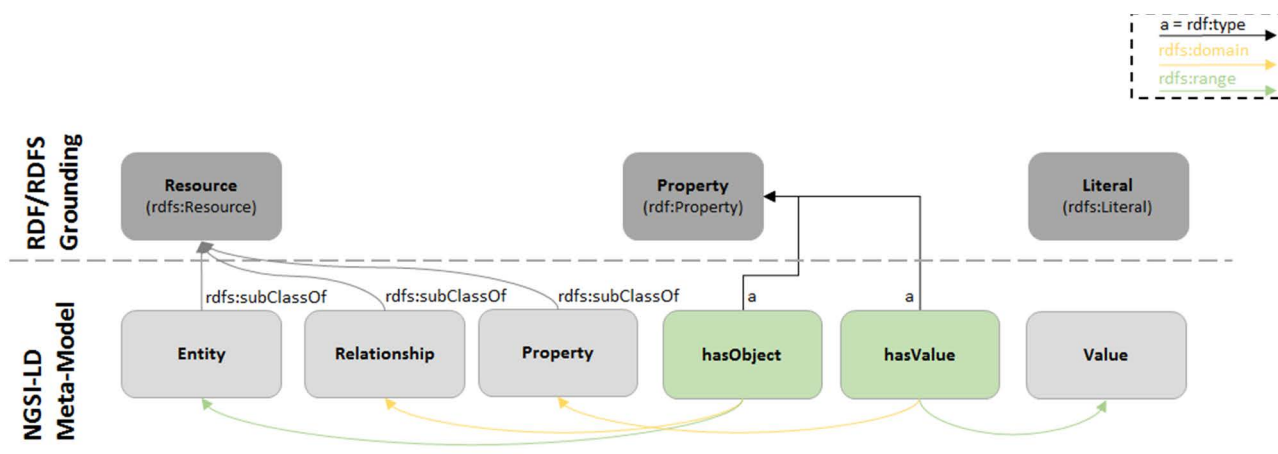 a = rdf:type
rdfs:domain
rdfs:range
RDF/RDFS
Grounding
Resource
(rdfs:Resource)
Property
(rdf:Property)
Literal
(rdfs:Literal)
NGSI-LD
Meta-Model
rdfs:subClassOf
rdfs:subClassOf
rdfs:subClassOf
a
a
Entity
Relationship
Property
hasObject
hasValue
Value